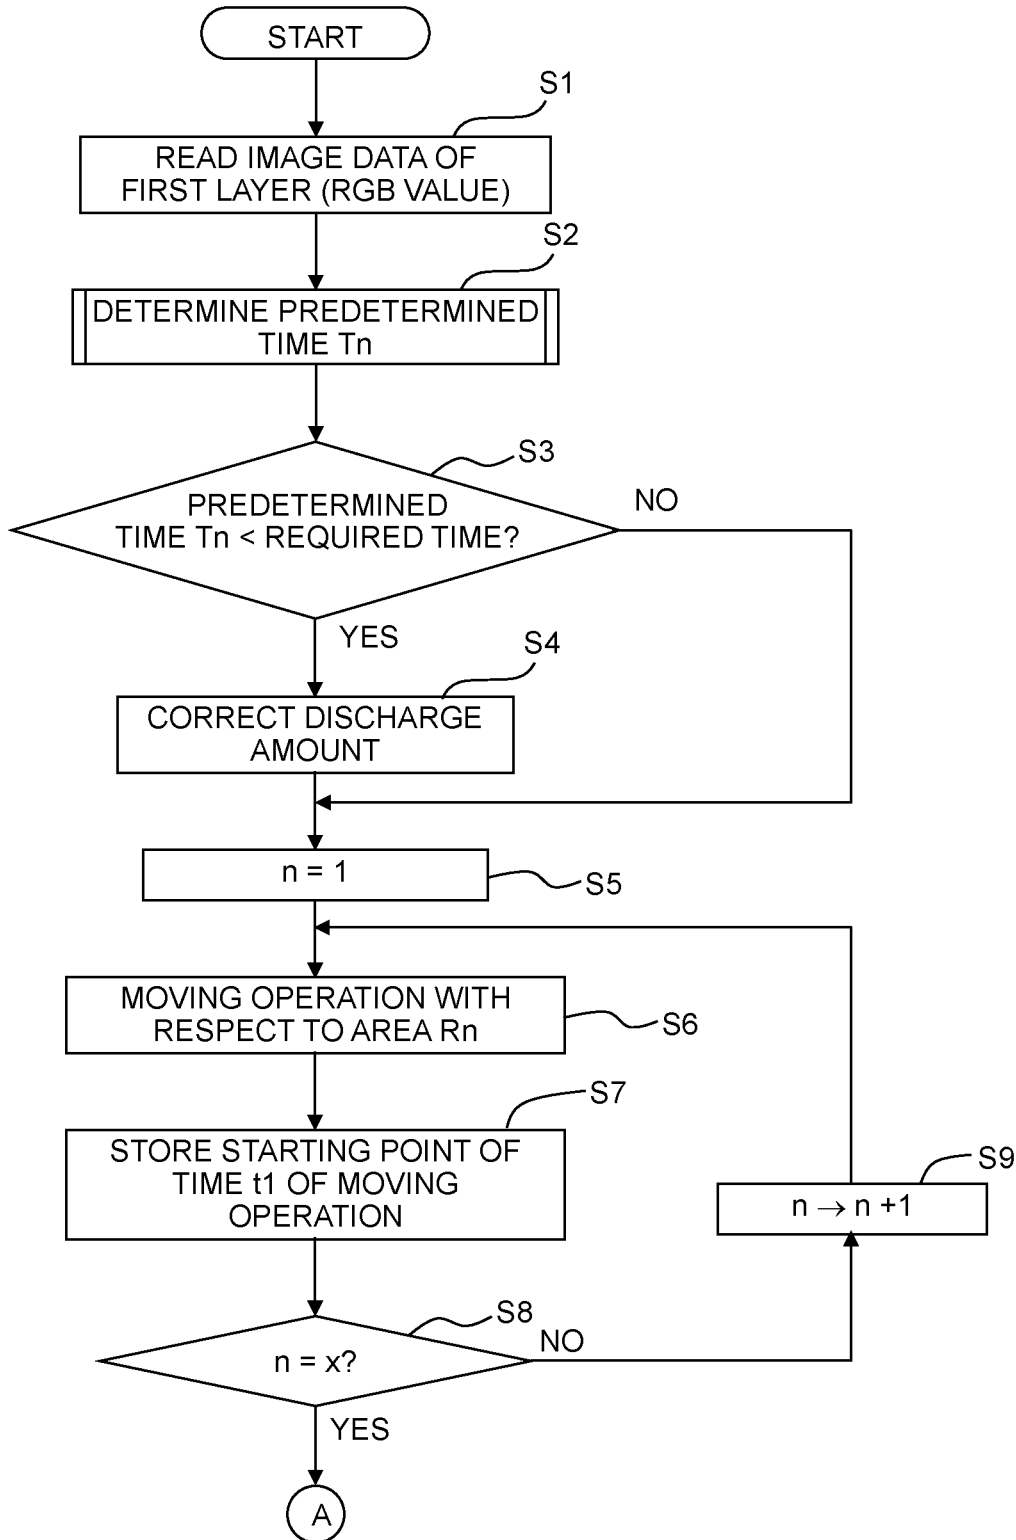 START
S1
READ IMAGE DATA OF
FIRST LAYER (RGB VALUE)
S2
DETERMINE PREDETERMINED
TIME Tn
S3
PREDETERMINED
TIME Tn < REQUIRED TIME?
NO
YES
S4
CORRECT DISCHARGE
AMOUNT
n = 1
S5
MOVING OPERATION WITH
RESPECT TO AREA Rn
S6
S7
STORE STARTING POINT OF
TIME t1 OF MOVING
OPERATION
S9
n → n +1
S8
n = x?
NO
YES
A